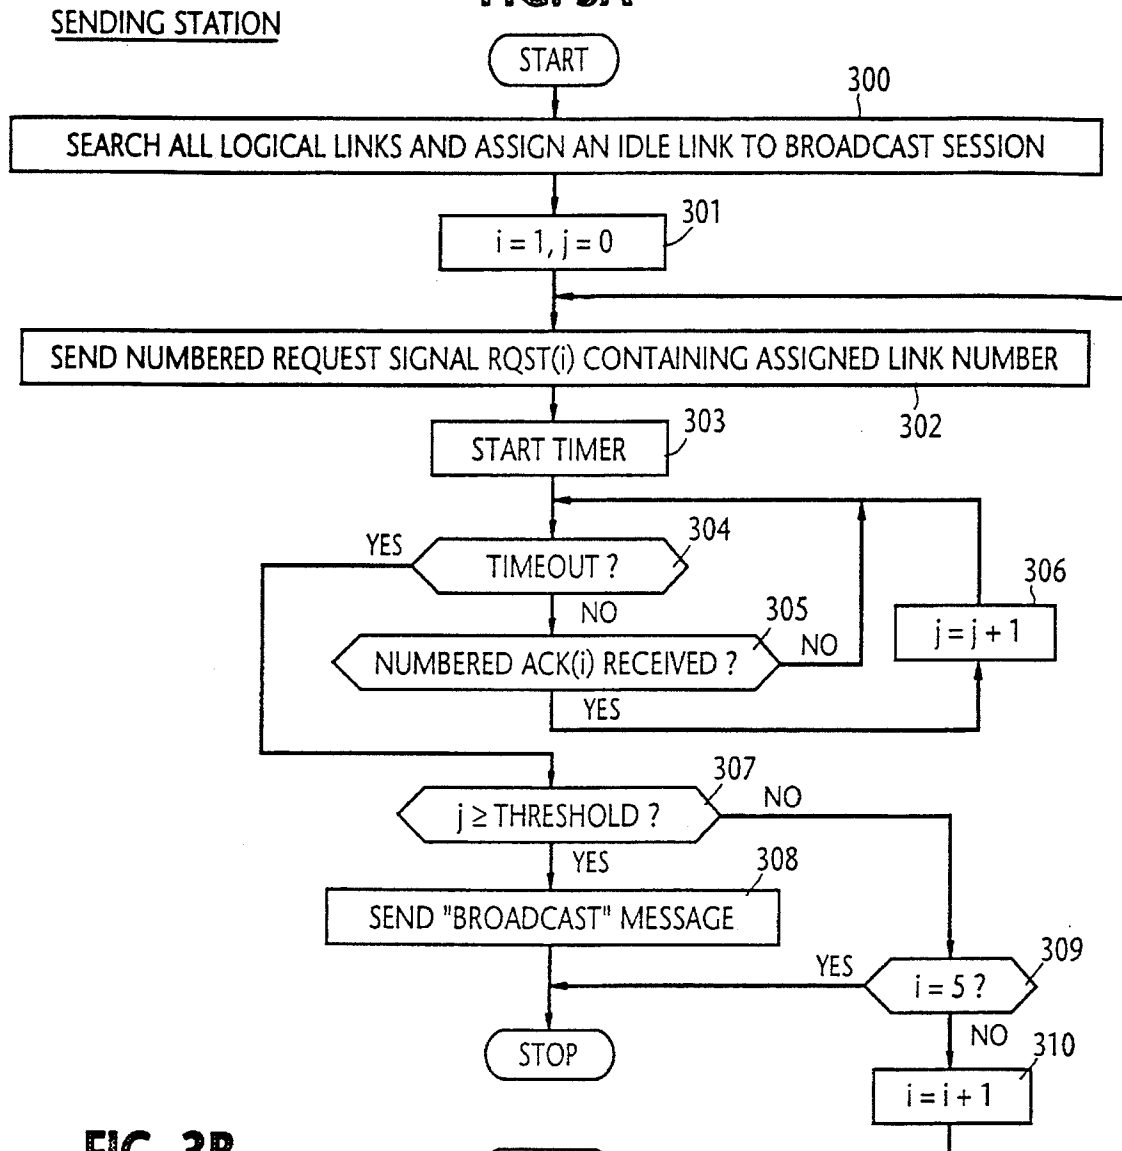 SENDING STATION
START
300
SEARCH ALL LOGICAL LINKS AND ASSIGN AN IDLE LINK TO BROADCAST SESSION
301
i = 1, j = 0
SEND NUMBERED REQUEST SIGNAL RQST(i) CONTAINING ASSIGNED LINK NUMBER
302
303
START TIMER
304
YES
TIMEOUT ?
NO
305
306
j = j + 1
NUMBERED ACK(i) RECEIVED ?
NO
YES
307
j ≥ THRESHOLD ?
NO
YES
308
SEND "BROADCAST" MESSAGE
309
YES
i = 5 ?
NO
STOP
310
i = i + 1